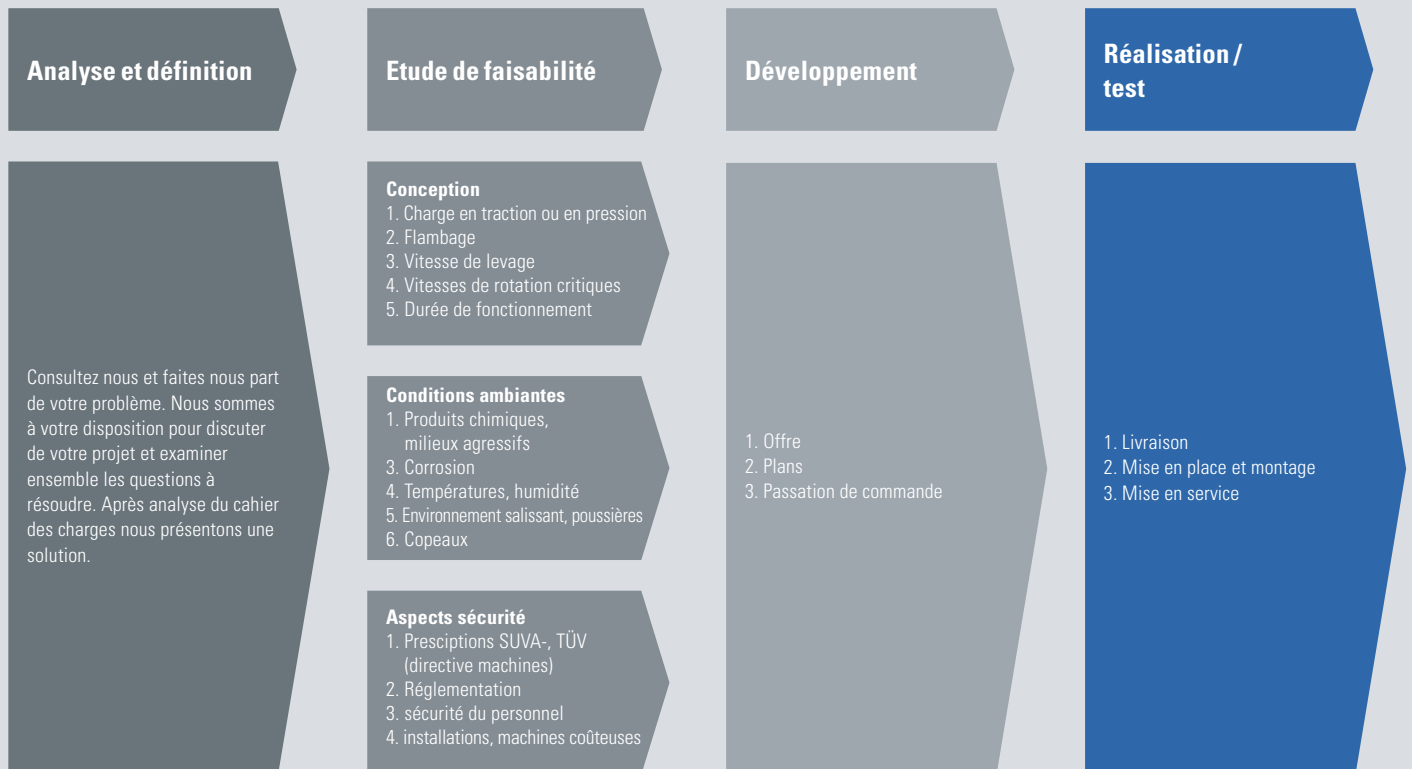 Analyse et définition
Consultez nous et faites nous part
de votre problème. Nous sommes
à votre disposition pour discuter
de votre projet et examiner
ensemble les questions à
résoudre. Après analyse du cahier
des charges nous présentons une
solution.
Etude de faisabilité
Conception
1. Charge en traction ou en pression
2. Flambage
3. Vitesse de levage
4. Vitesses de rotation critiques
5. Durée de fonctionnement
Conditions ambiantes
1. Produits chimiques,
milieux agressifs
3. Corrosion
4. Températures, humidité
5. Environnement salissant, poussières
6. Copeaux
Aspects sécurité
1. Presciptions SUVA-, TÜV
(directive machines)
2. Réglementation
3. sécurité du personnel
4. installations, machines coûteuses
Développement
1. Offre
2. Plans
3. Passation de commande
Réalisation /
test
1. Livraison
2. Mise en place et montage
3. Mise en service